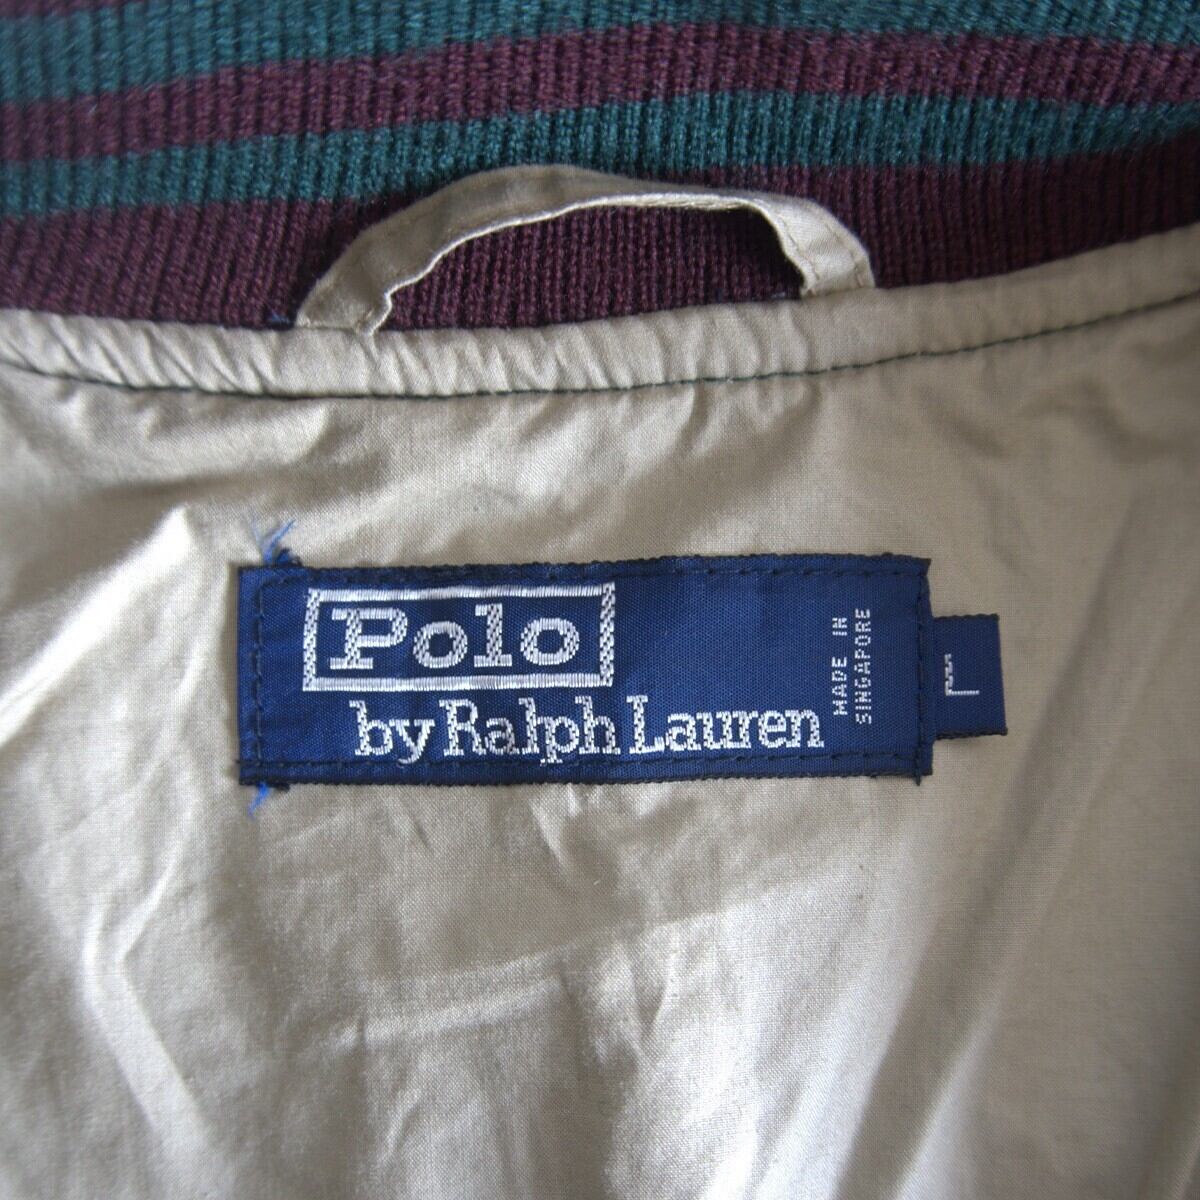 Polo
by Ralph Lauren
MADE IN
SINGAPORE
L